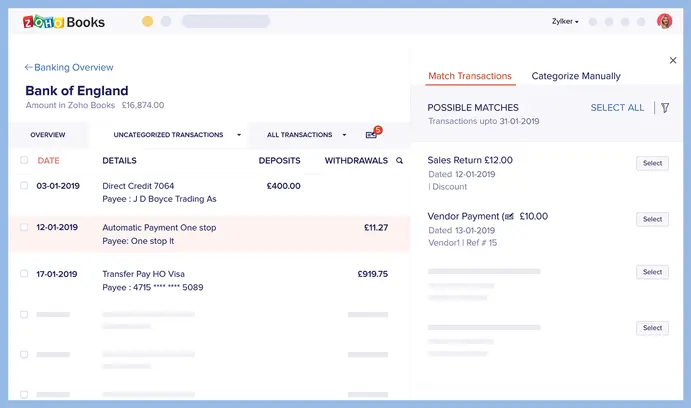 ZOHO Books
Zylker
Banking Overview
Bank of England
Amount in Zoho Books £16,874.00
OVERVIEW
UNCATEGORIZED TRANSACTIONS
ALL TRANSACTIONS
5
DATE DETAILS DEPOSITS WITHDRAWALS
03-01-2019 Direct Credit 7064 £400.00
Payee : J D Boyce Trading As
12-01-2019 Automatic Payment One stop £11.27
Payee: One stop It
17-01-2019 Transfer Pay HO Visa £919.75
Payee : 4715 **** **** 5089
Match Transactions
Categorize Manually
POSSIBLE MATCHES SELECT ALL
Transactions upto 31-01-2019
Sales Return £12.00
Dated 12-01-2019
| Discount
Select
Vendor Payment ( £10.00
Dated 13-01-2019
Vendor1 | Ref # 15
Select
Select
Select